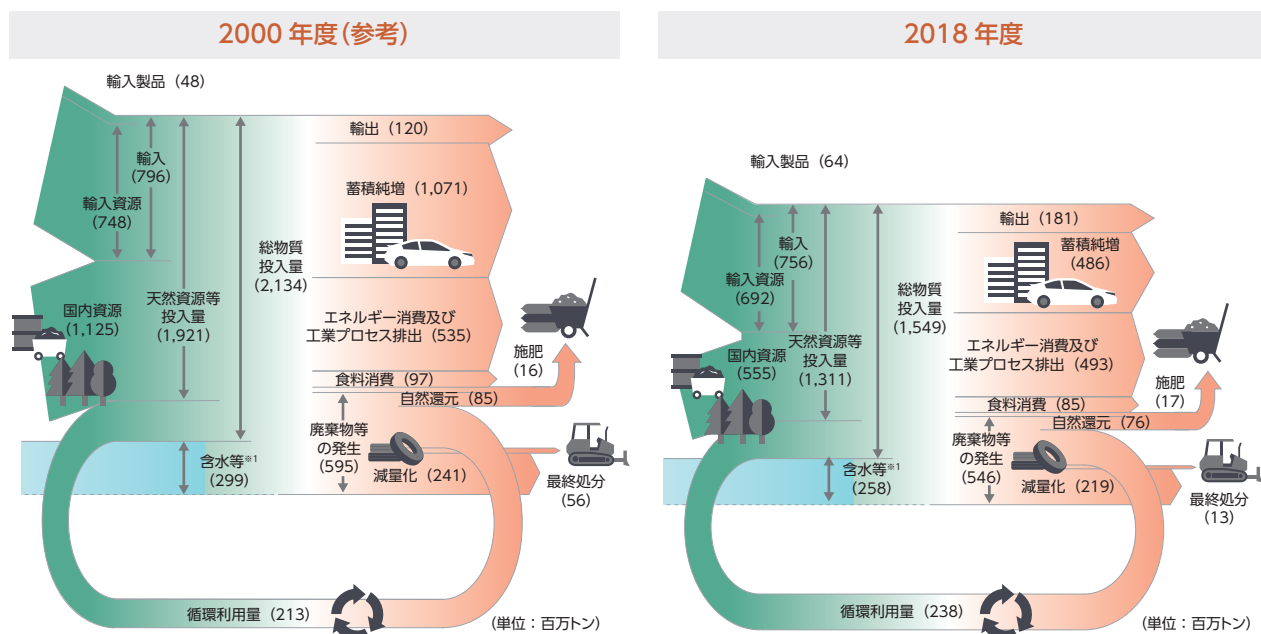 2000 年度(参考)
輸入製品(48)
輸入
(796)
輸入資源
(748)
国内資源
(1,125)
天然資源等
投入量
(1,921)
総物質
投入量
(2,134)
含水等※1
(299)
輸出(120)
蓄積純増(1,071)
エネルギー消費及び
工業プロセス排出(535)
食料消費(97)
自然還元(85)
施肥
(16)
廃棄物等
の発生
(595)
減量化(241)
最終処分
(56)
循環利用量(213)
(単位:百万トン)
2018 年度
輸入製品(64)
輸入
(756)
輸入資源
(692)
国内資源
(555)
天然資源等
投入量
(1,311)
総物質
投入量
(1,549)
含水等※1
(258)
輸出(181)
蓄積純増
(486)
エネルギー消費及び
工業プロセス排出(493)
食料消費(85)
自然還元(76)
施肥
(17)
廃棄物等
の発生
(546)
減量化(219)
最終処分
(13)
循環利用量(238)
(単位:百万トン)